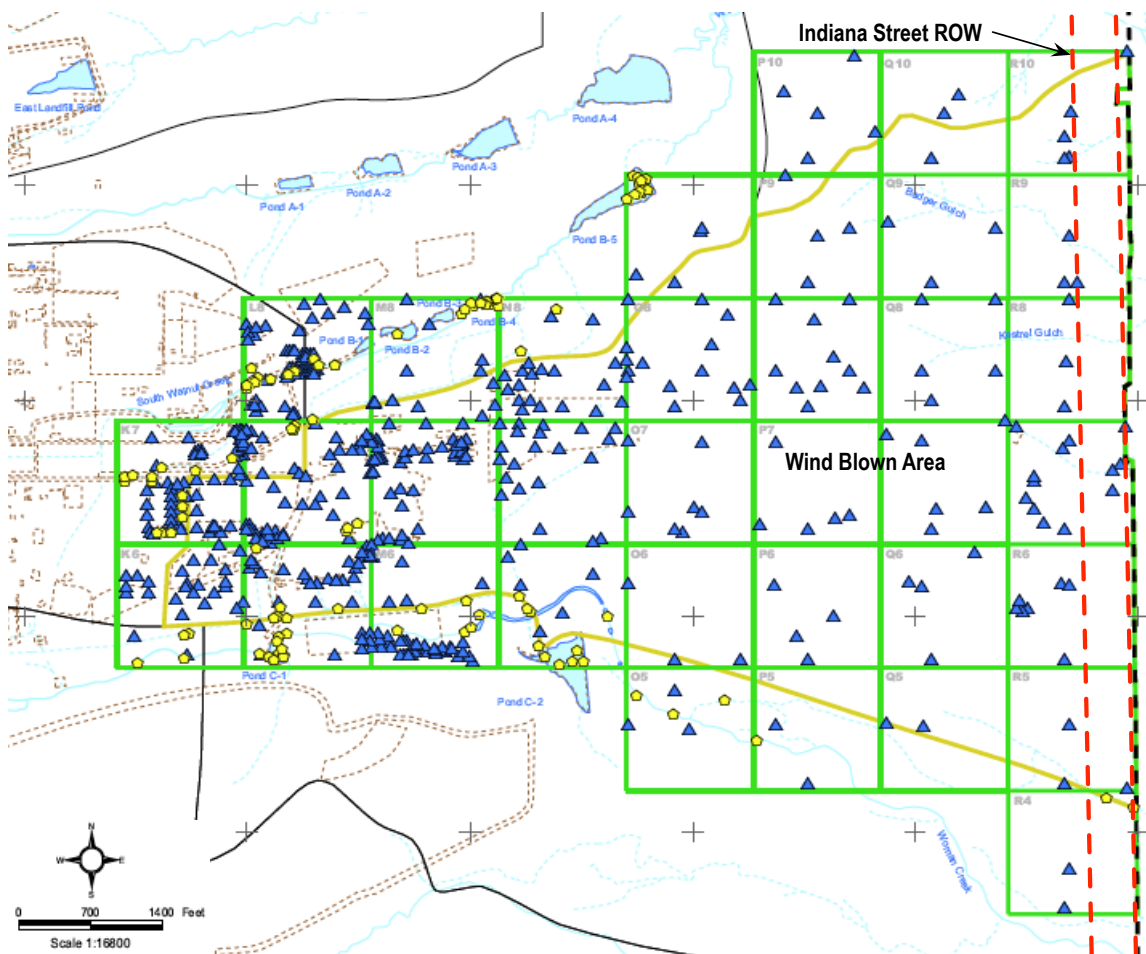 Indiana Street ROW
P10
Q10
R10
East Landfill Pond
Pond A-4
Pond A-3
Pond A-2
Pond A-1
P9
Q9
R9
Badger Gulch
Pond B-5
L8
M8
Pond B-3
N8
O8
Q8
R8
Pond B-4
Pond B-1
Pond B-2
Kestrel Gulch
South Walnut Creek
K7
O7
P7
Wind Blown Area
K6
M6
O6
P6
Q6
R6
Pond C-1
Pond C-2
O5
P5
Q5
R5
R4
Woman Creek
N
W
E
S
0 700 1400 Feet
Scale 1:16800